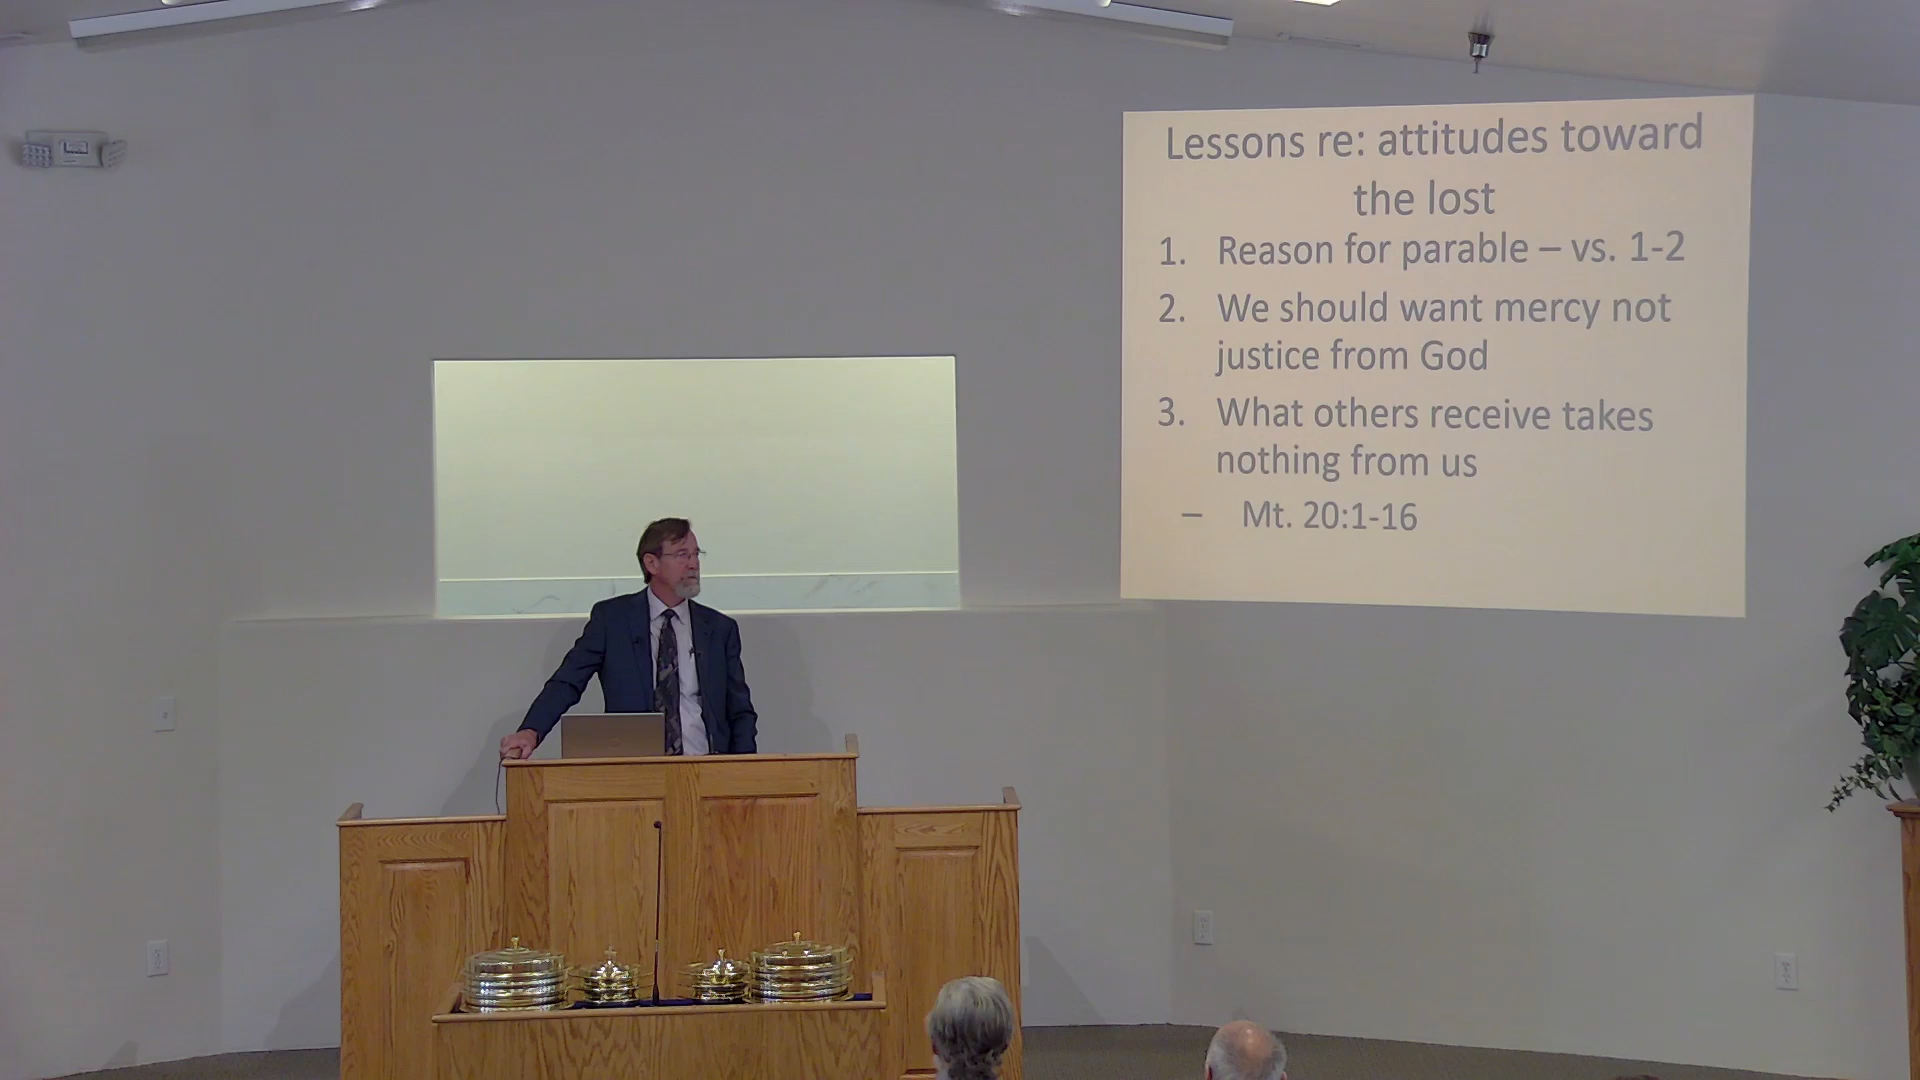 Lessons re: attitudes toward
the lost
1. Reason for parable – vs. 1-2
2. We should want mercy not
justice from God
3. What others receive takes
nothing from us
– Mt. 20:1-16